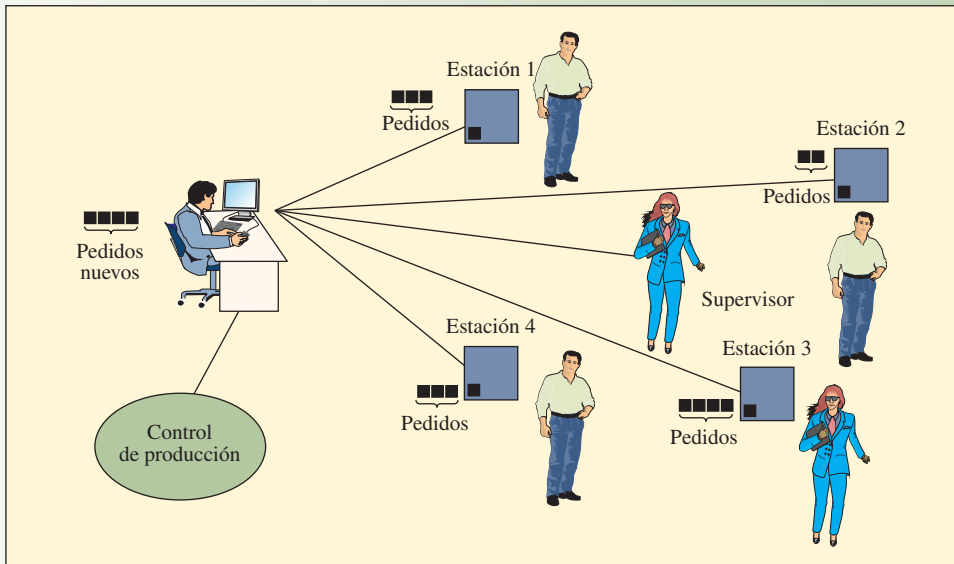 Estación 1
Pedidos
Estación 2
Pedidos
Pedidos
nuevos
Supervisor
Estación 4
Pedidos
Estación 3
Pedidos
Control
de producción